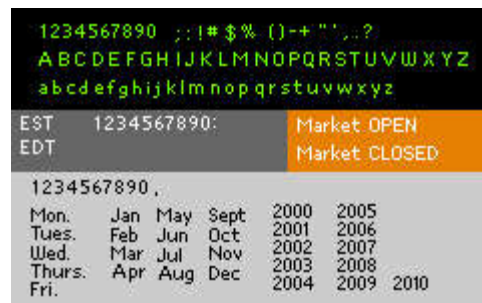 1234567890 ;:!#$% ()-+"',.?
ABCDEFGHIJKLMNOPQRSTUVWXYZ
abcdefghijklmnopqrstuvwxyz
EST 1234567890: Market OPEN
EDT Market CLOSED
1234567890,
Mon. Jan May Sept 2000 2005
Tues. Feb Jun Oct 2001 2006
Wed. Mar Jul Nov 2002 2007
Thurs. Apr Aug Dec 2003 2008
Fri. 2004 2009 2010